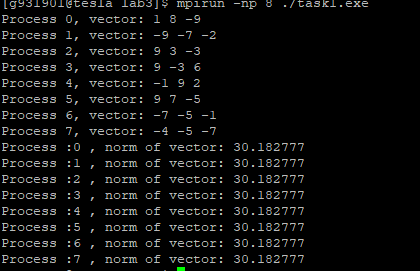 [g931901@tesla lab3]$ mpirun -np 8 ./task1.exe
Process 0, vector: 1 8 -9
Process 1, vector: -9 -7 -2
Process 2, vector: 9 3 -3
Process 3, vector: 9 -3 6
Process 4, vector: -1 9 2
Process 5, vector: 9 7 -5
Process 6, vector: -7 -5 -1
Process 7, vector: -4 -5 -7
Process :0 , norm of vector: 30.182777
Process :1 , norm of vector: 30.182777
Process :2 , norm of vector: 30.182777
Process :3 , norm of vector: 30.182777
Process :4 , norm of vector: 30.182777
Process :5 , norm of vector: 30.182777
Process :6 , norm of vector: 30.182777
Process :7 , norm of vector: 30.182777